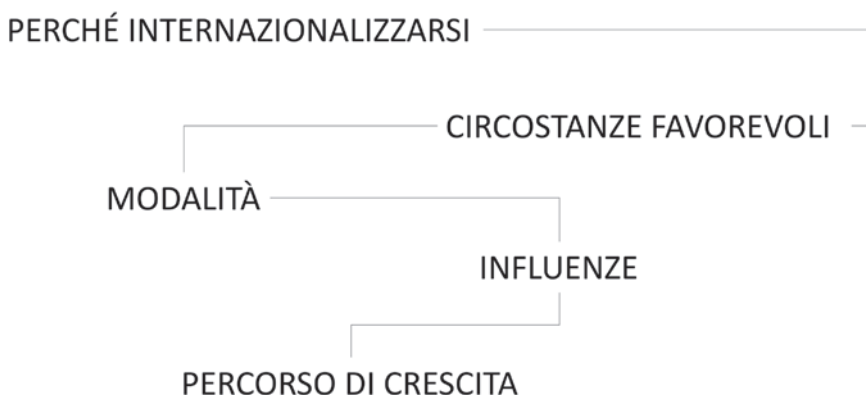 PERCHÉ INTERNAZIONALIZZARSI
CIRCOSTANZE FAVOREVOLI
MODALITÀ
INFLUENZE
PERCORSO DI CRESCITA